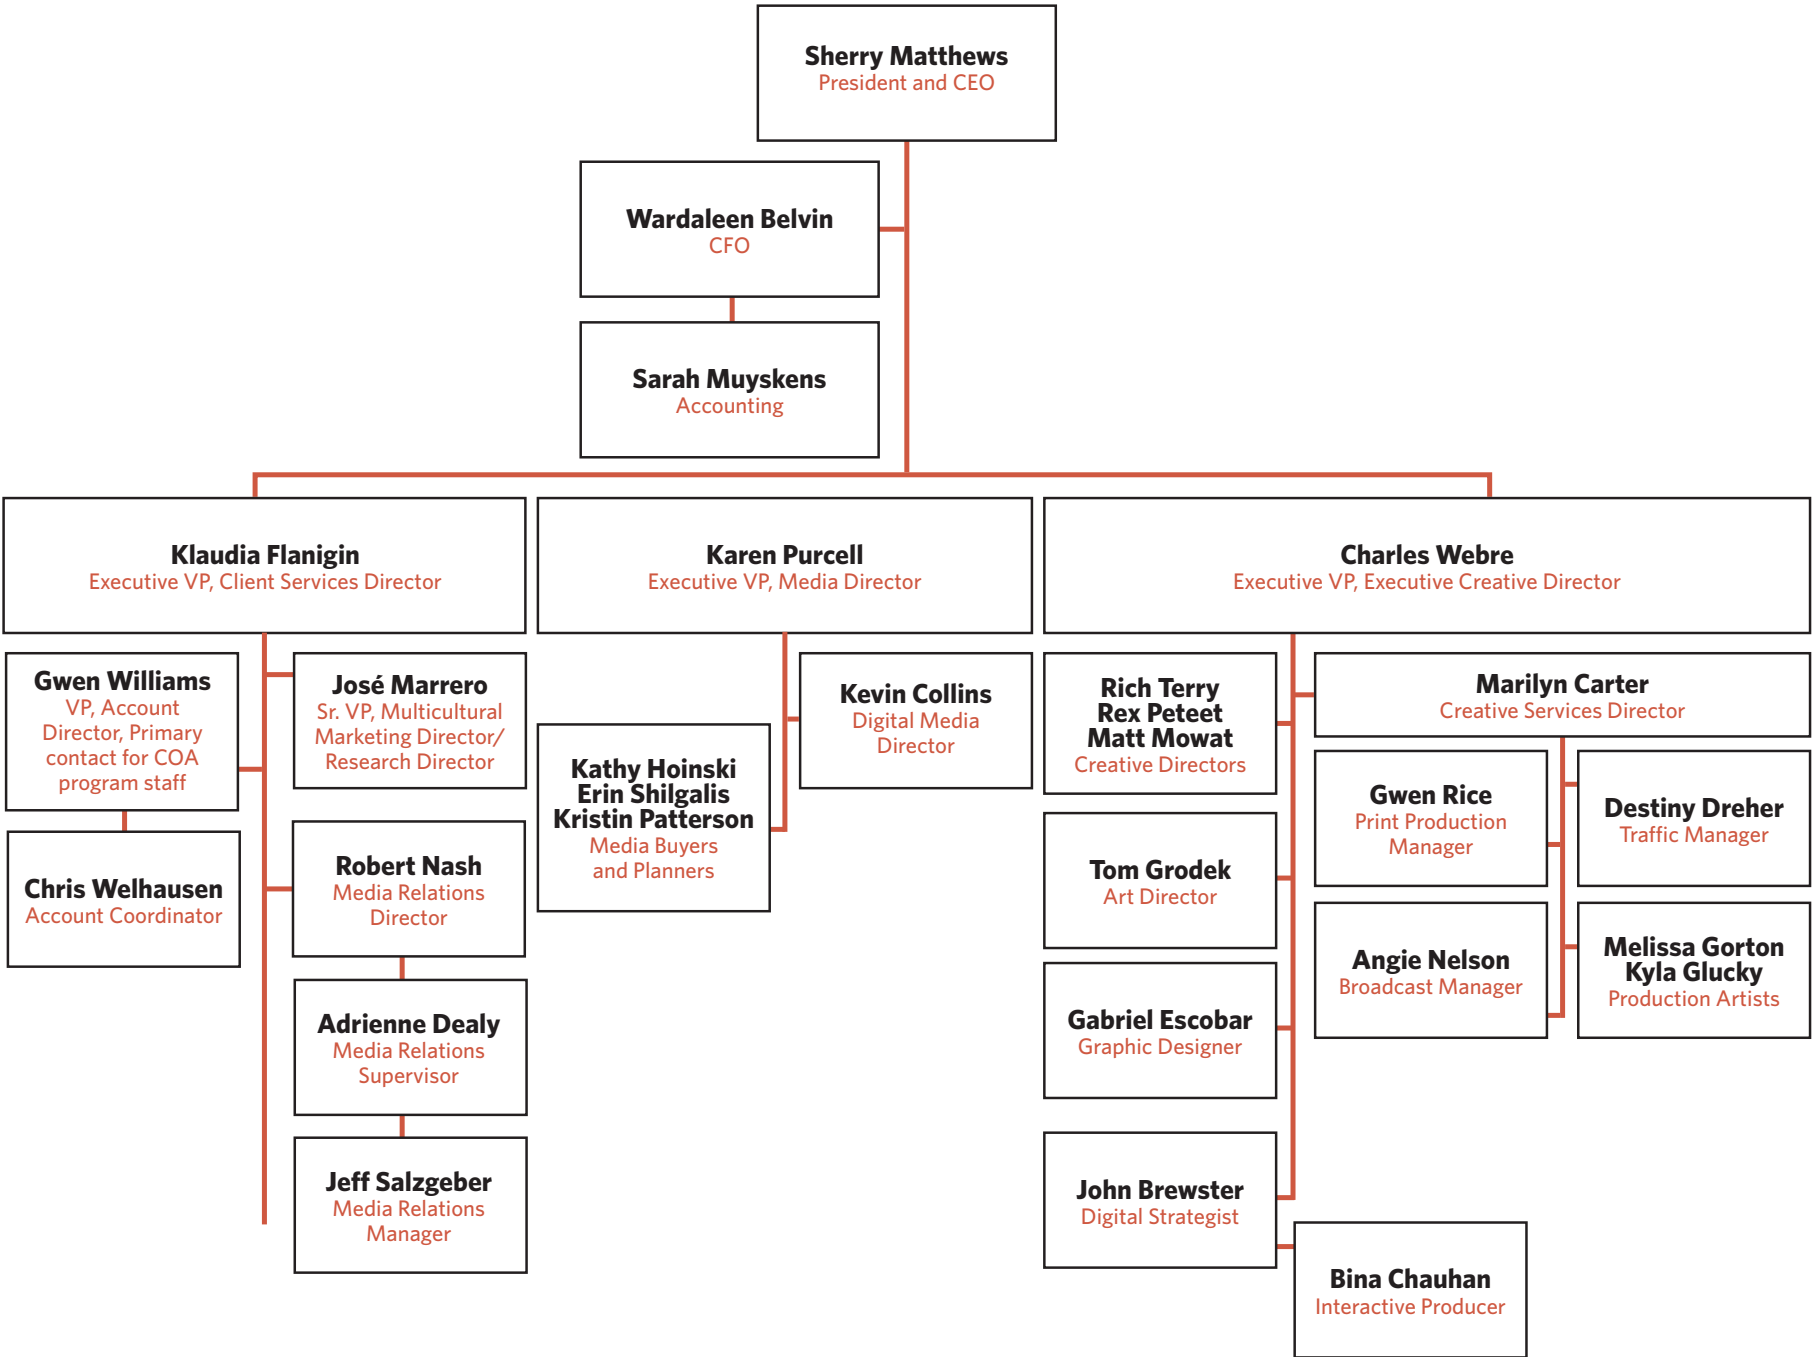 Sherry Matthews
President and CEO
Wardaleen Belvin
CFO
Sarah Muyskens
Accounting
Klaudia Flanigin
Executive VP, Client Services Director
Gwen Williams
VP, Account
Director, Primary
contact for COA
program staff
Chris Welhausen
Account Coordinator
José Marrero
Sr. VP, Multicultural
Marketing Director/
Research Director
Robert Nash
Media Relations
Director
Adrienne Dealy
Media Relations
Supervisor
Jeff Salzgeber
Media Relations
Manager
Karen Purcell
Executive VP, Media Director
Kathy Hoinski
Erin Shilgalis
Kristin Patterson
Media Buyers
and Planners
Kevin Collins
Digital Media
Director
Charles Webre
Executive VP, Executive Creative Director
Rich Terry
Rex Peteet
Matt Mowat
Creative Directors
Tom Grodek
Art Director
Gabriel Escobar
Graphic Designer
John Brewster
Digital Strategist
Bina Chauhan
Interactive Producer
Marilyn Carter
Creative Services Director
Gwen Rice
Print Production
Manager
Destiny Dreher
Traffic Manager
Angie Nelson
Broadcast Manager
Melissa Gorton
Kyla Glucky
Production Artists